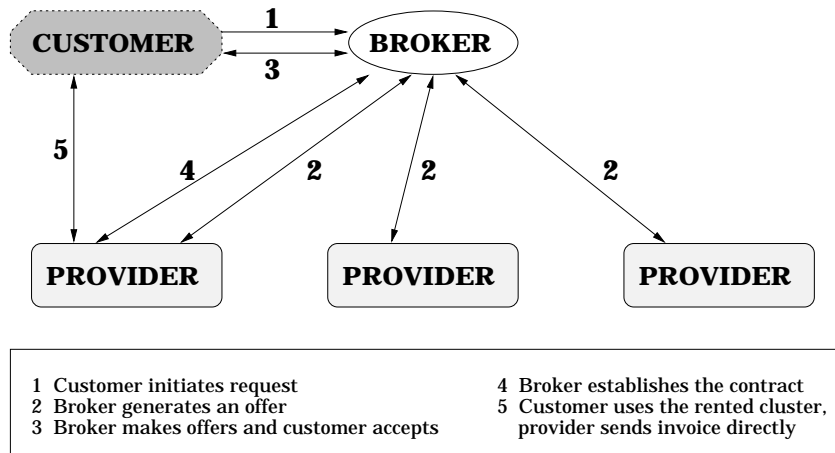 1
CUSTOMER
BROKER
3
5
4
2
2
2
PROVIDER
PROVIDER
PROVIDER
1 Customer initiates request
2 Broker generates an offer
3 Broker makes offers and customer accepts
4 Broker establishes the contract
5 Customer uses the rented cluster,
provider sends invoice directly